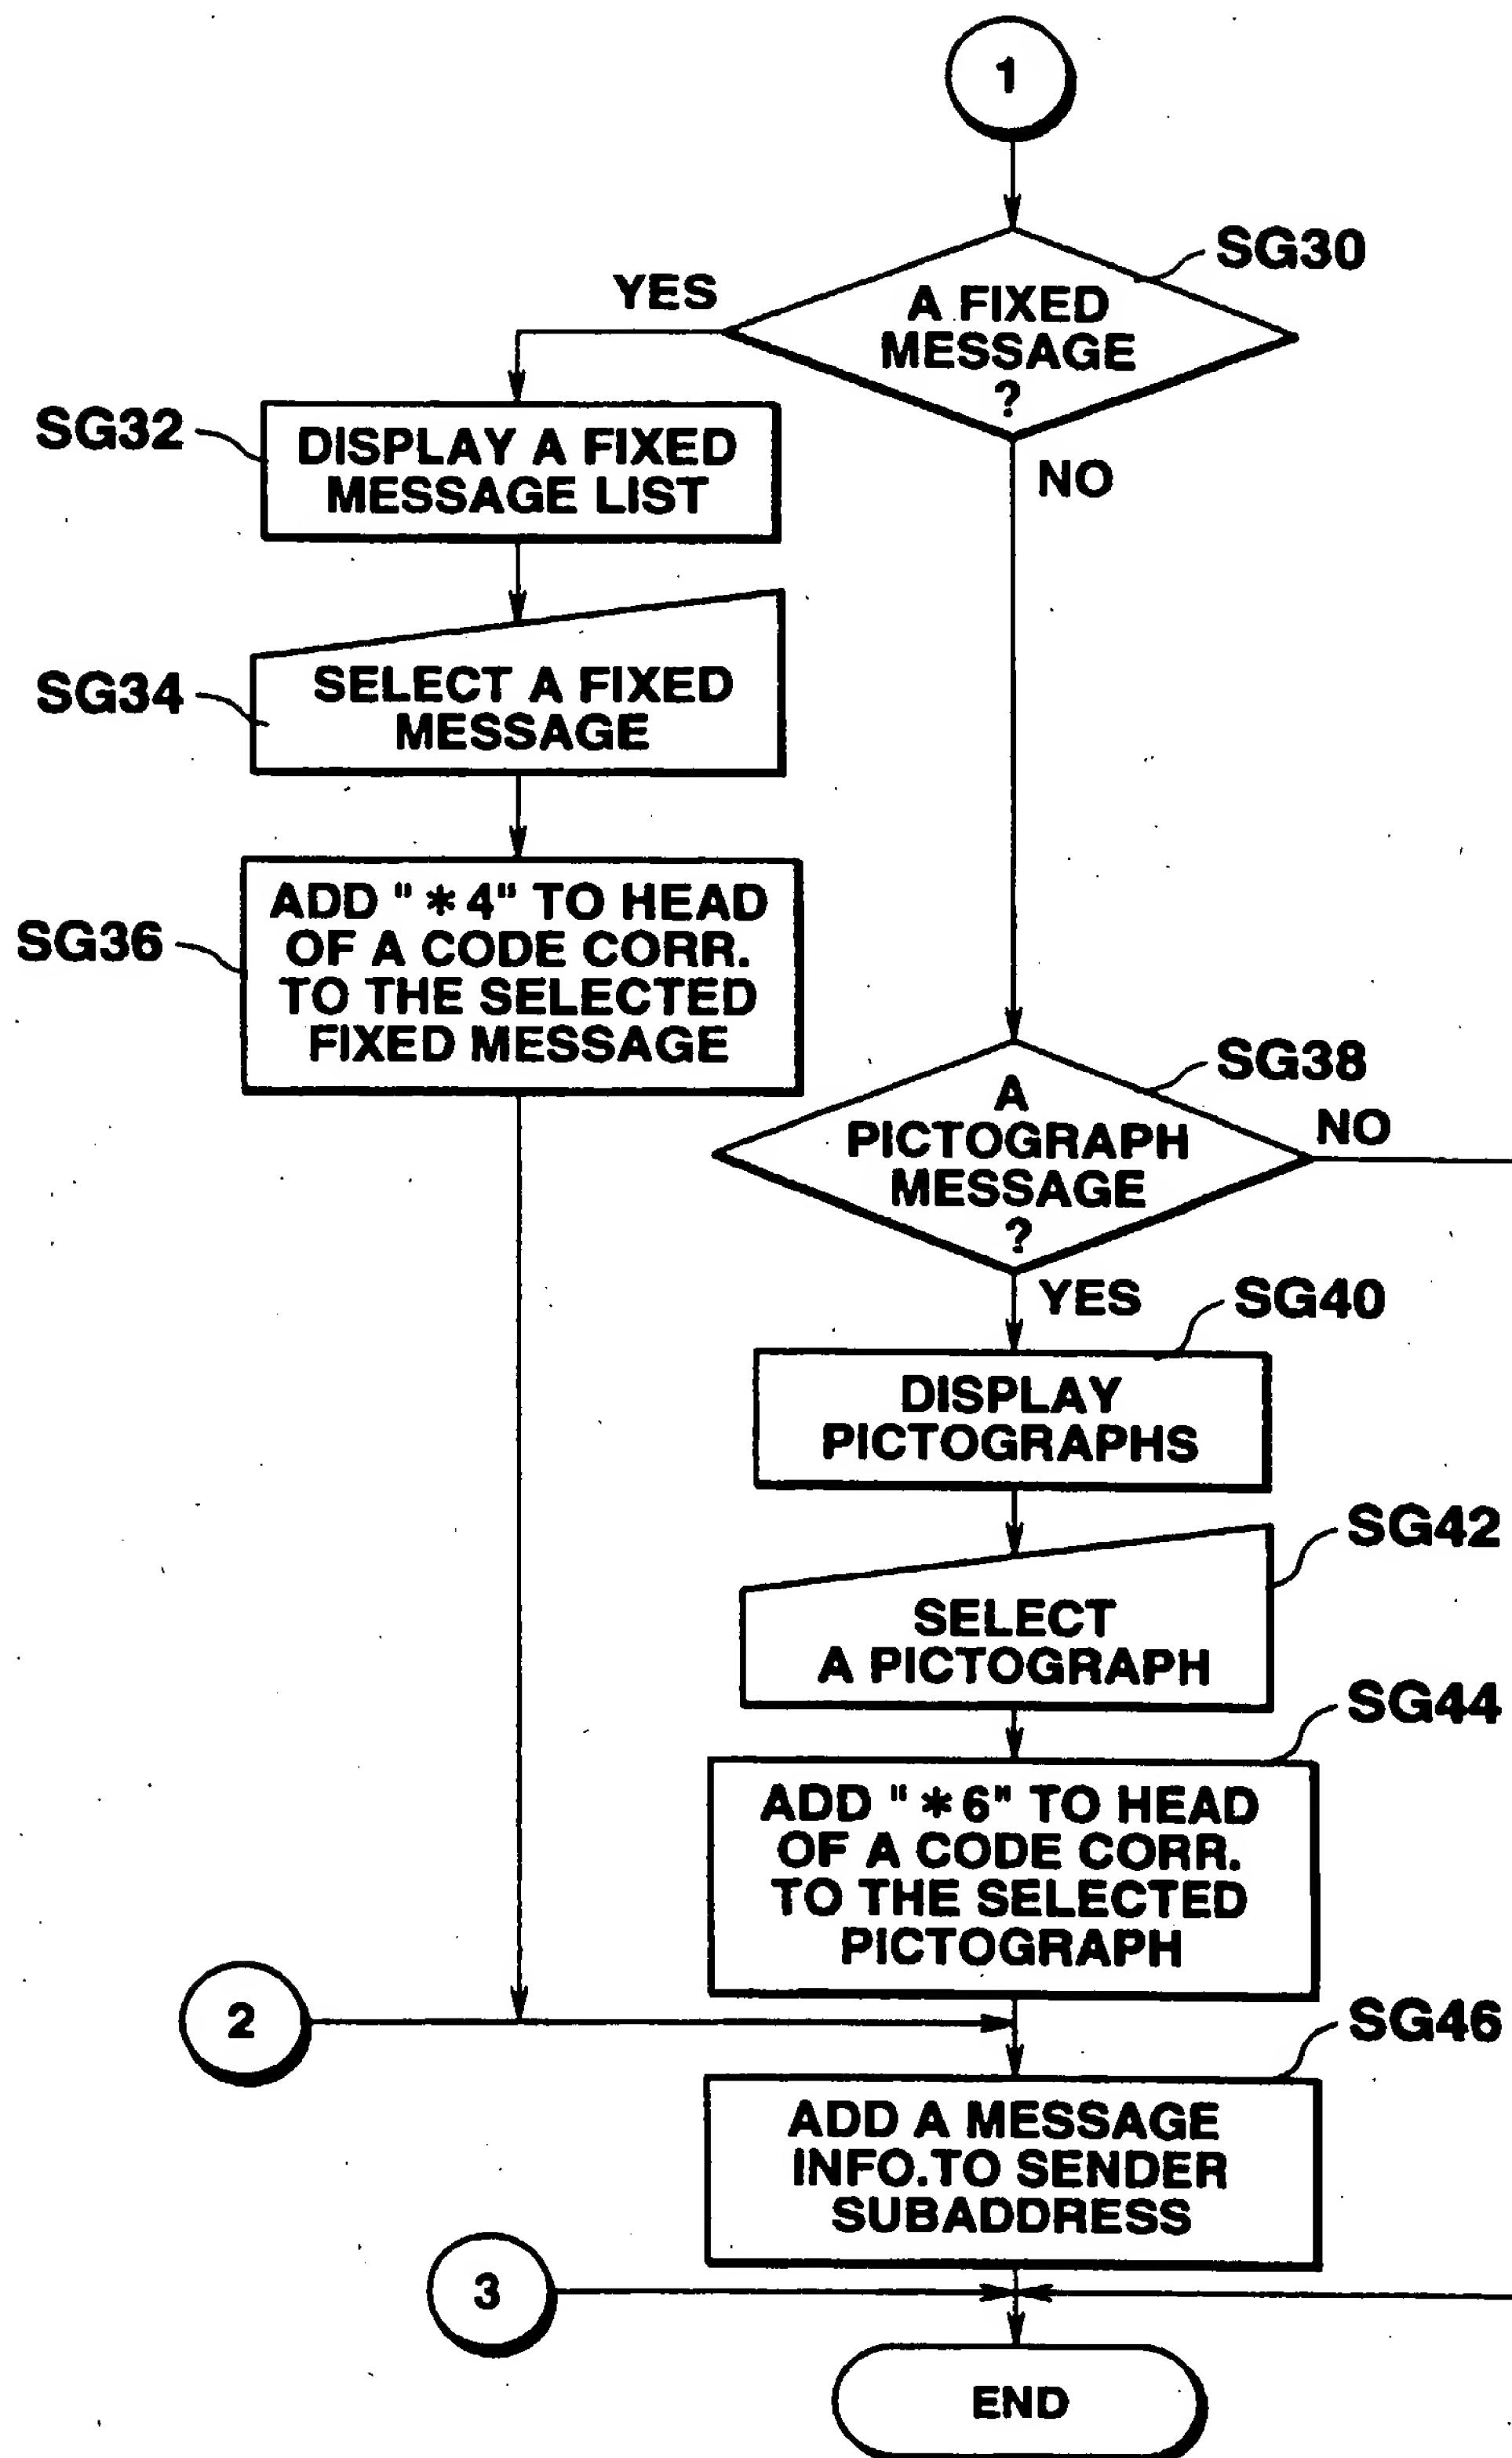 1
SG30
A FIXED
MESSAGE
?
YES
NO
SG32
DISPLAY A FIXED
MESSAGE LIST
SG34
SELECT A FIXED
MESSAGE
SG36
ADD "*4" TO HEAD
OF A CODE CORR.
TO THE SELECTED
FIXED MESSAGE
SG38
A
PICTOGRAPH
MESSAGE
?
NO
YES
SG40
DISPLAY
PICTOGRAPHS
SG42
SELECT
A PICTOGRAPH
SG44
ADD "*6" TO HEAD
OF A CODE CORR.
TO THE SELECTED
PICTOGRAPH
2
SG46
ADD A MESSAGE
INFO.TO SENDER
SUBADDRESS
3
END